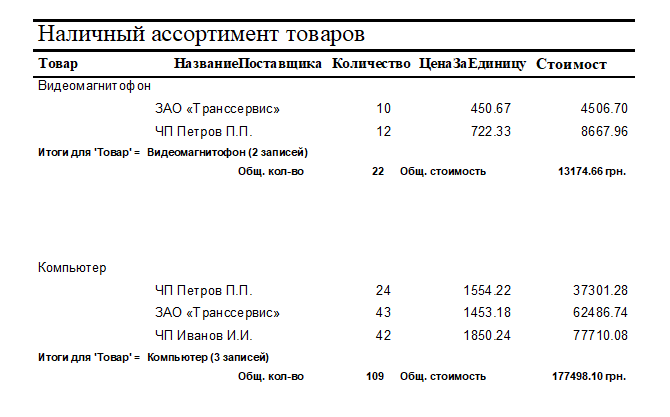 Наличный ассортимент товаров
Товар НазваниеПоставщика Количество ЦенаЗаЕдиницу Стоимост
Видеомагнитофон
ЗАО «Транссервис» 10 450.67 4506.70
ЧП Петров П.П. 12 722.33 8667.96
Итоги для 'Товар' = Видеомагнитофон (2 записей)
Общ. кол-во 22 Общ. стоимость 13174.66 грн.
Компьютер
ЧП Петров П.П. 24 1554.22 37301.28
ЗАО «Транссервис» 43 1453.18 62486.74
ЧП Иванов И.И. 42 1850.24 77710.08
Итоги для 'Товар' = Компьютер (3 записей)
Общ. кол-во 109 Общ. стоимость 177498.10 грн.